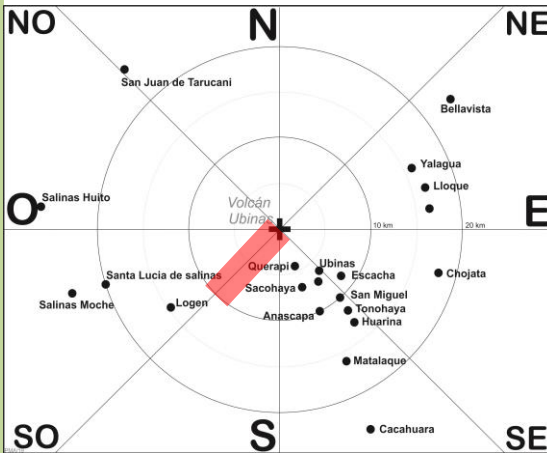 NO
N
NE
San Juan de Tarucani
Bellavista
Yalagua
Lloque
Salinas Huito
Volcán
Ubinas
O
10 km
20 km
E
Querapi
Ubinas
Escacha
Chojata
Santa Lucia de salinas
Sacohaya
San Miguel
Salinas Moche
Logen
Anascapa
Tonohaya
Huarina
Matalaque
SO
S
Cacahuara
SE